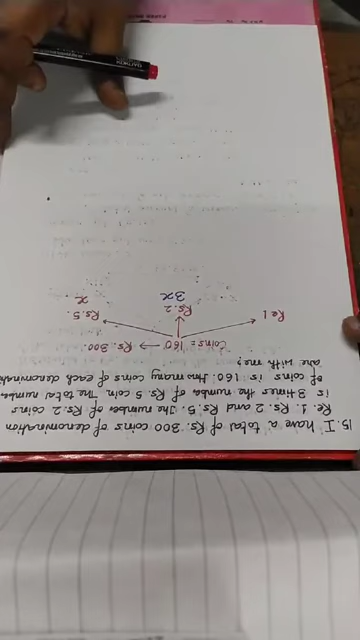 15. I have a total of Rs. 300 coins of denomination
Re. 1. Rs. 2 and Rs. 5. The number of Rs. 2 coins
is 3 times the number of Rs. 5 coin. The total numbe
of coins is 160. How many coins of each denominati
are with me?
Coins = 160 → Rs. 300.
Re 1 Rs. 2 Rs. 5.
3x x